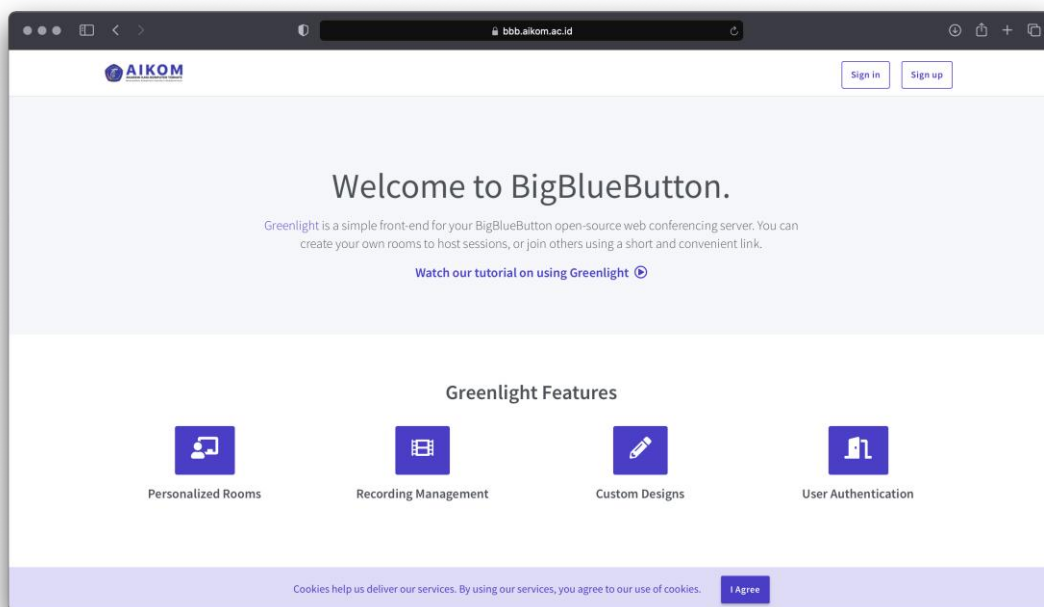 bbb.aikom.ac.id
AIKOM
Sign in
Sign up
Welcome to BigBlueButton.
Greenlight is a simple front-end for your BigBlueButton open-source web conferencing server. You can
create your own rooms to host sessions, or join others using a short and convenient link.
Watch our tutorial on using Greenlight
Greenlight Features
Personalized Rooms
Recording Management
Custom Designs
User Authentication
Cookies help us deliver our services. By using our services, you agree to our use of cookies.
I Agree